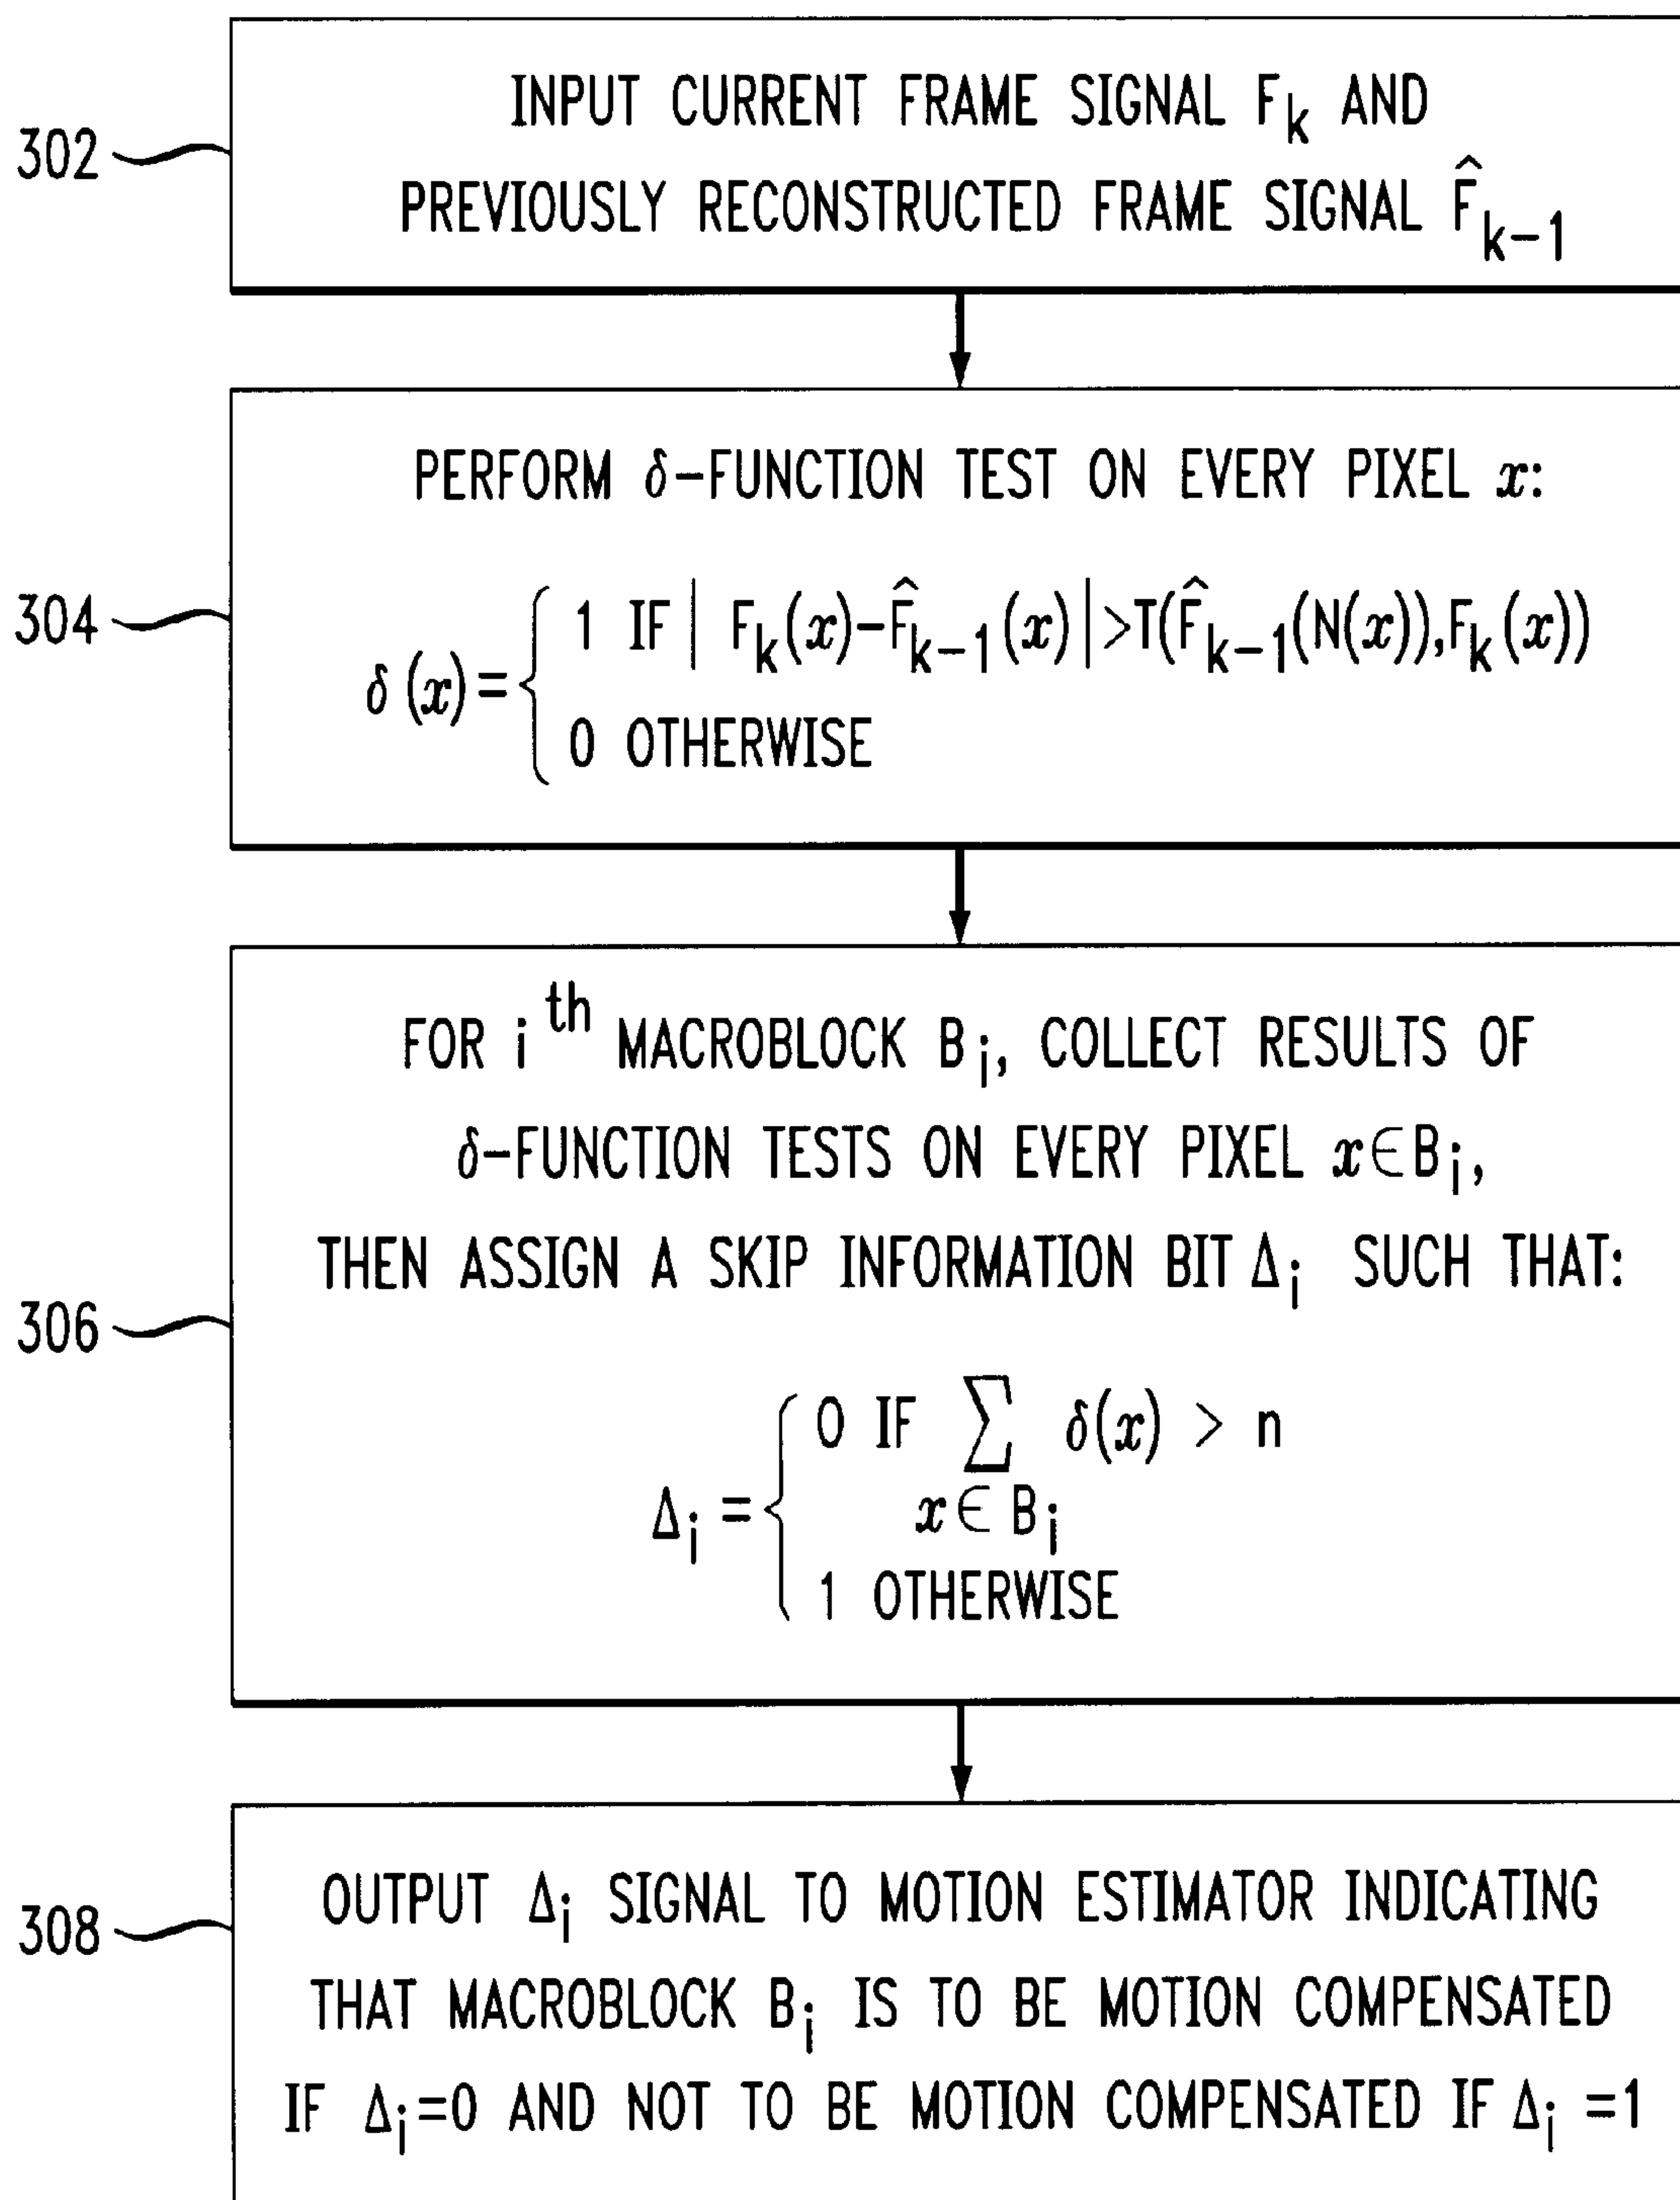 302
INPUT CURRENT FRAME SIGNAL F_k AND
PREVIOUSLY RECONSTRUCTED FRAME SIGNAL F̂_k-1
304
PERFORM δ-FUNCTION TEST ON EVERY PIXEL x:
δ(x)= { 1 IF | F_k(x)-F̂_k-1(x)|>T(F̂_k-1(N(x)),F_k(x))
0 OTHERWISE
306
FOR i^th MACROBLOCK B_i, COLLECT RESULTS OF
δ-FUNCTION TESTS ON EVERY PIXEL x∈B_i,
THEN ASSIGN A SKIP INFORMATION BIT Δ_i SUCH THAT:
Δ_i = { 0 IF ∑ δ(x) > n
x∈B_i
1 OTHERWISE
308
OUTPUT Δ_i SIGNAL TO MOTION ESTIMATOR INDICATING
THAT MACROBLOCK B_i IS TO BE MOTION COMPENSATED
IF Δ_i=0 AND NOT TO BE MOTION COMPENSATED IF Δ_i =1